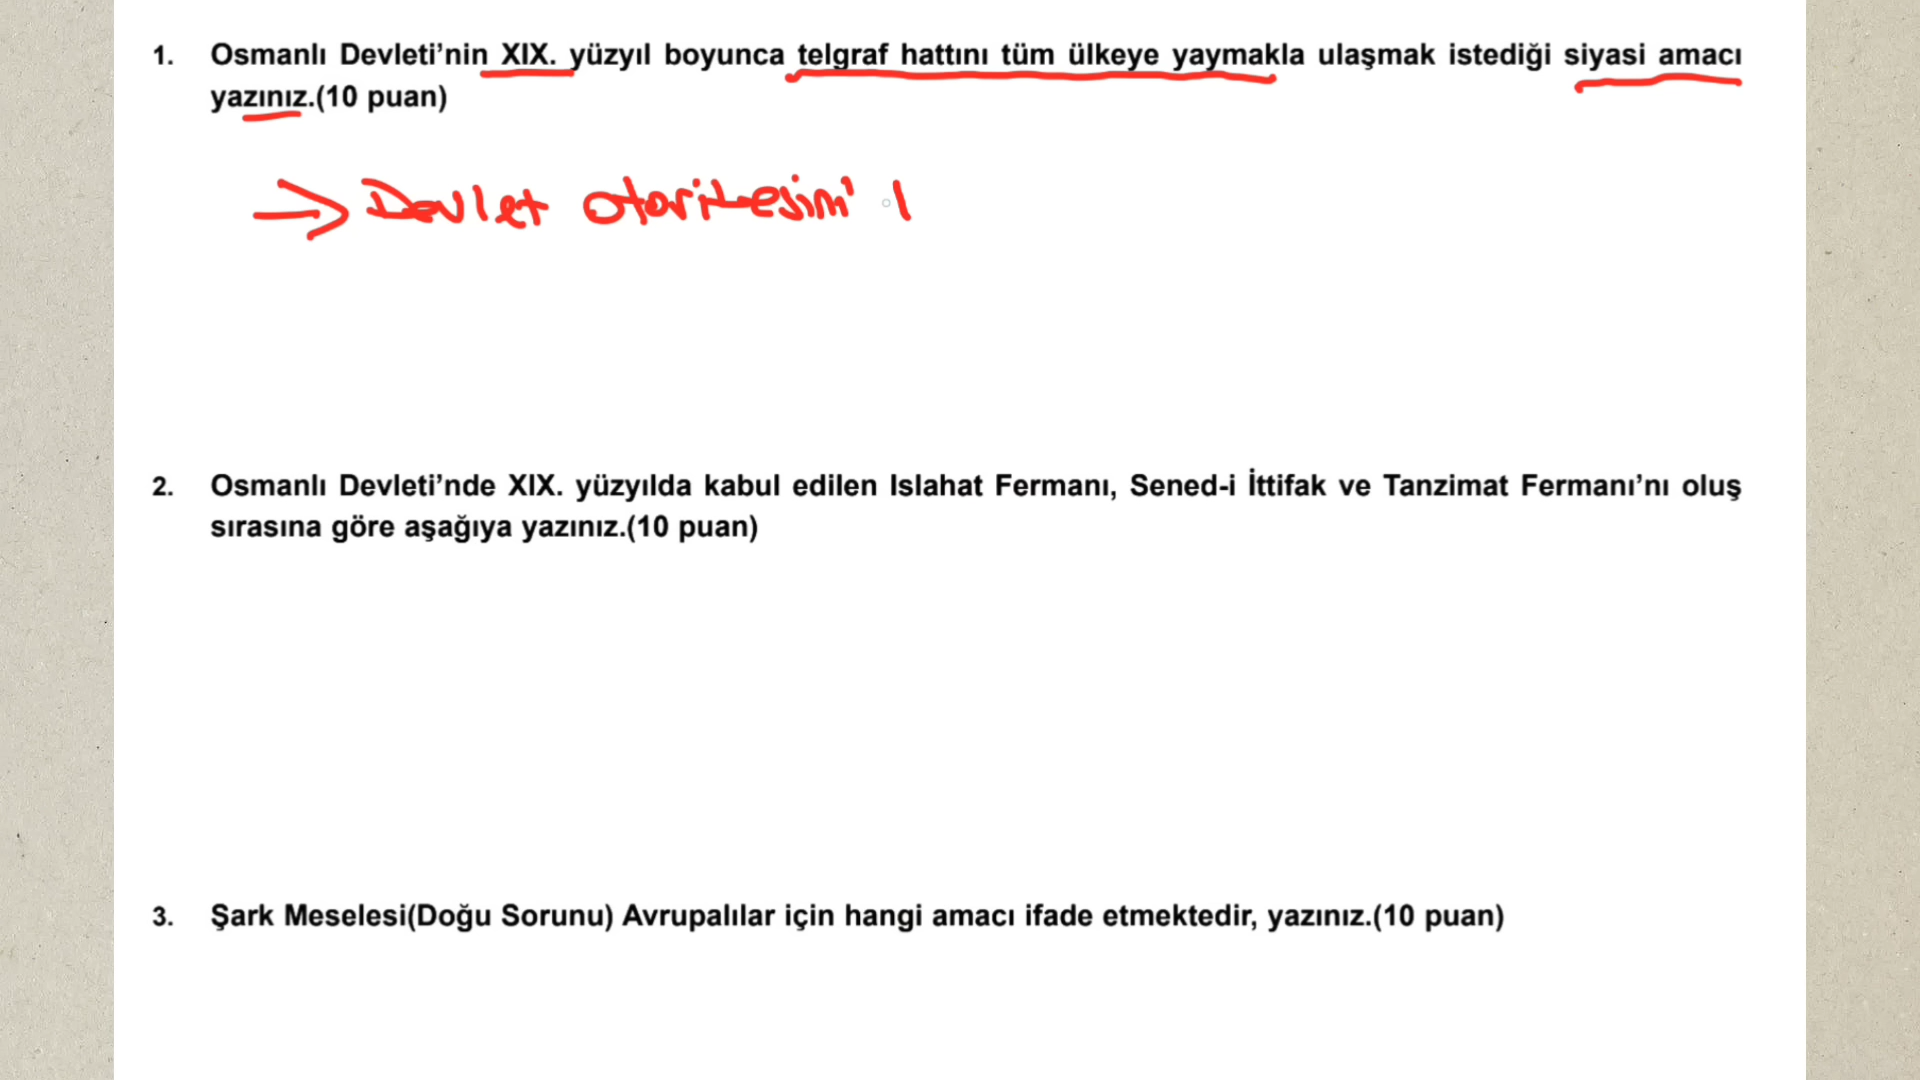 1. Osmanlı Devleti’nin XIX. yüzyıl boyunca telgraf hattını tüm ülkeye yaymakla ulaşmak istediği siyasi amacı
yazınız.(10 puan)
→ Devlet otoritesini
2. Osmanlı Devleti’nde XIX. yüzyılda kabul edilen Islahat Fermanı, Sened-i İttifak ve Tanzimat Fermanı’nı oluş
sırasına göre aşağıya yazınız.(10 puan)
3. Şark Meselesi(Doğu Sorunu) Avrupalılar için hangi amacı ifade etmektedir, yazınız.(10 puan)